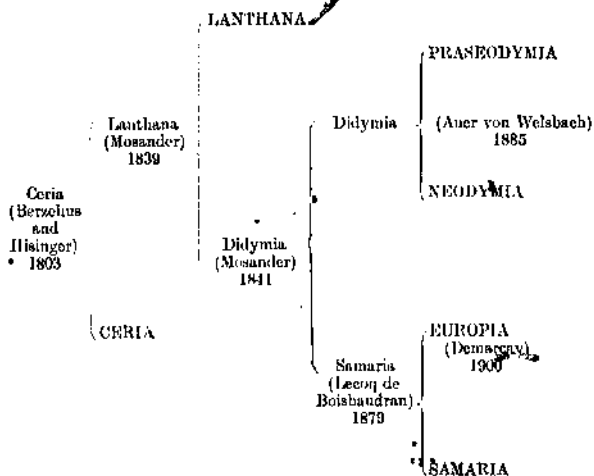 LANTHANA
PRASEODYMIA
Lanthana
(Mosander)
1839
Didymia
(Auer von Welsbach)
1885
NEODYMIA
Ceria
(Berzelius
and
Hisinger)
1803
Didymia
(Mosander)
1841
CERIA
EUROPIA
(Demarçay)
1900
Samaria
(Lecoq de
Boisbaudran)
1879
SAMARIA